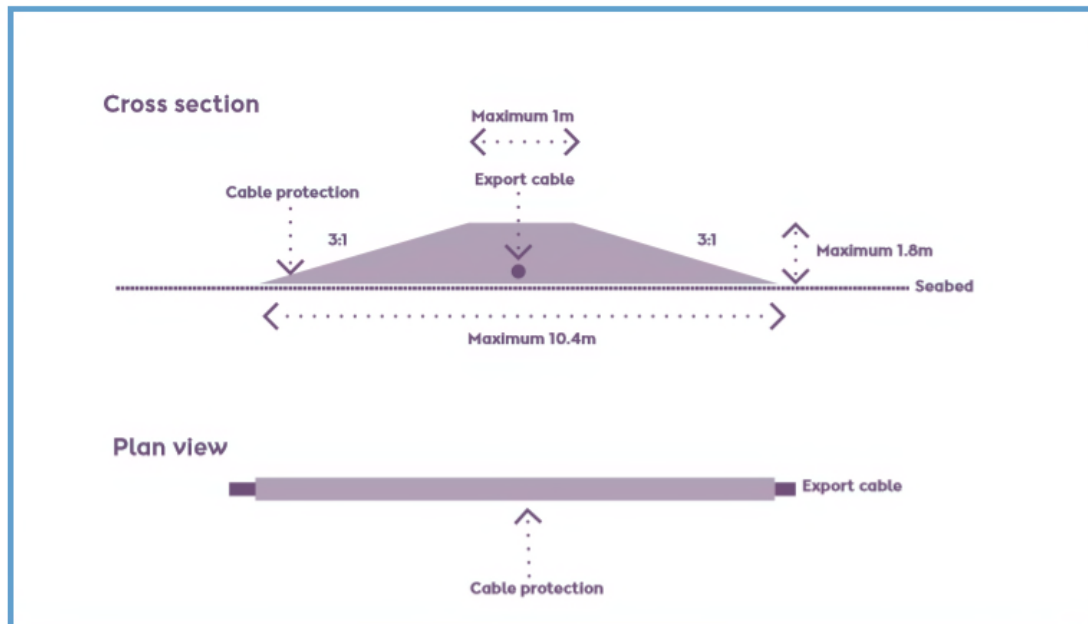 Cross section
Maximum 1m
Export cable
Cable protection
3:1
3:1
Maximum 1.8m
Seabed
Maximum 10.4m
Plan view
Export cable
Cable protection